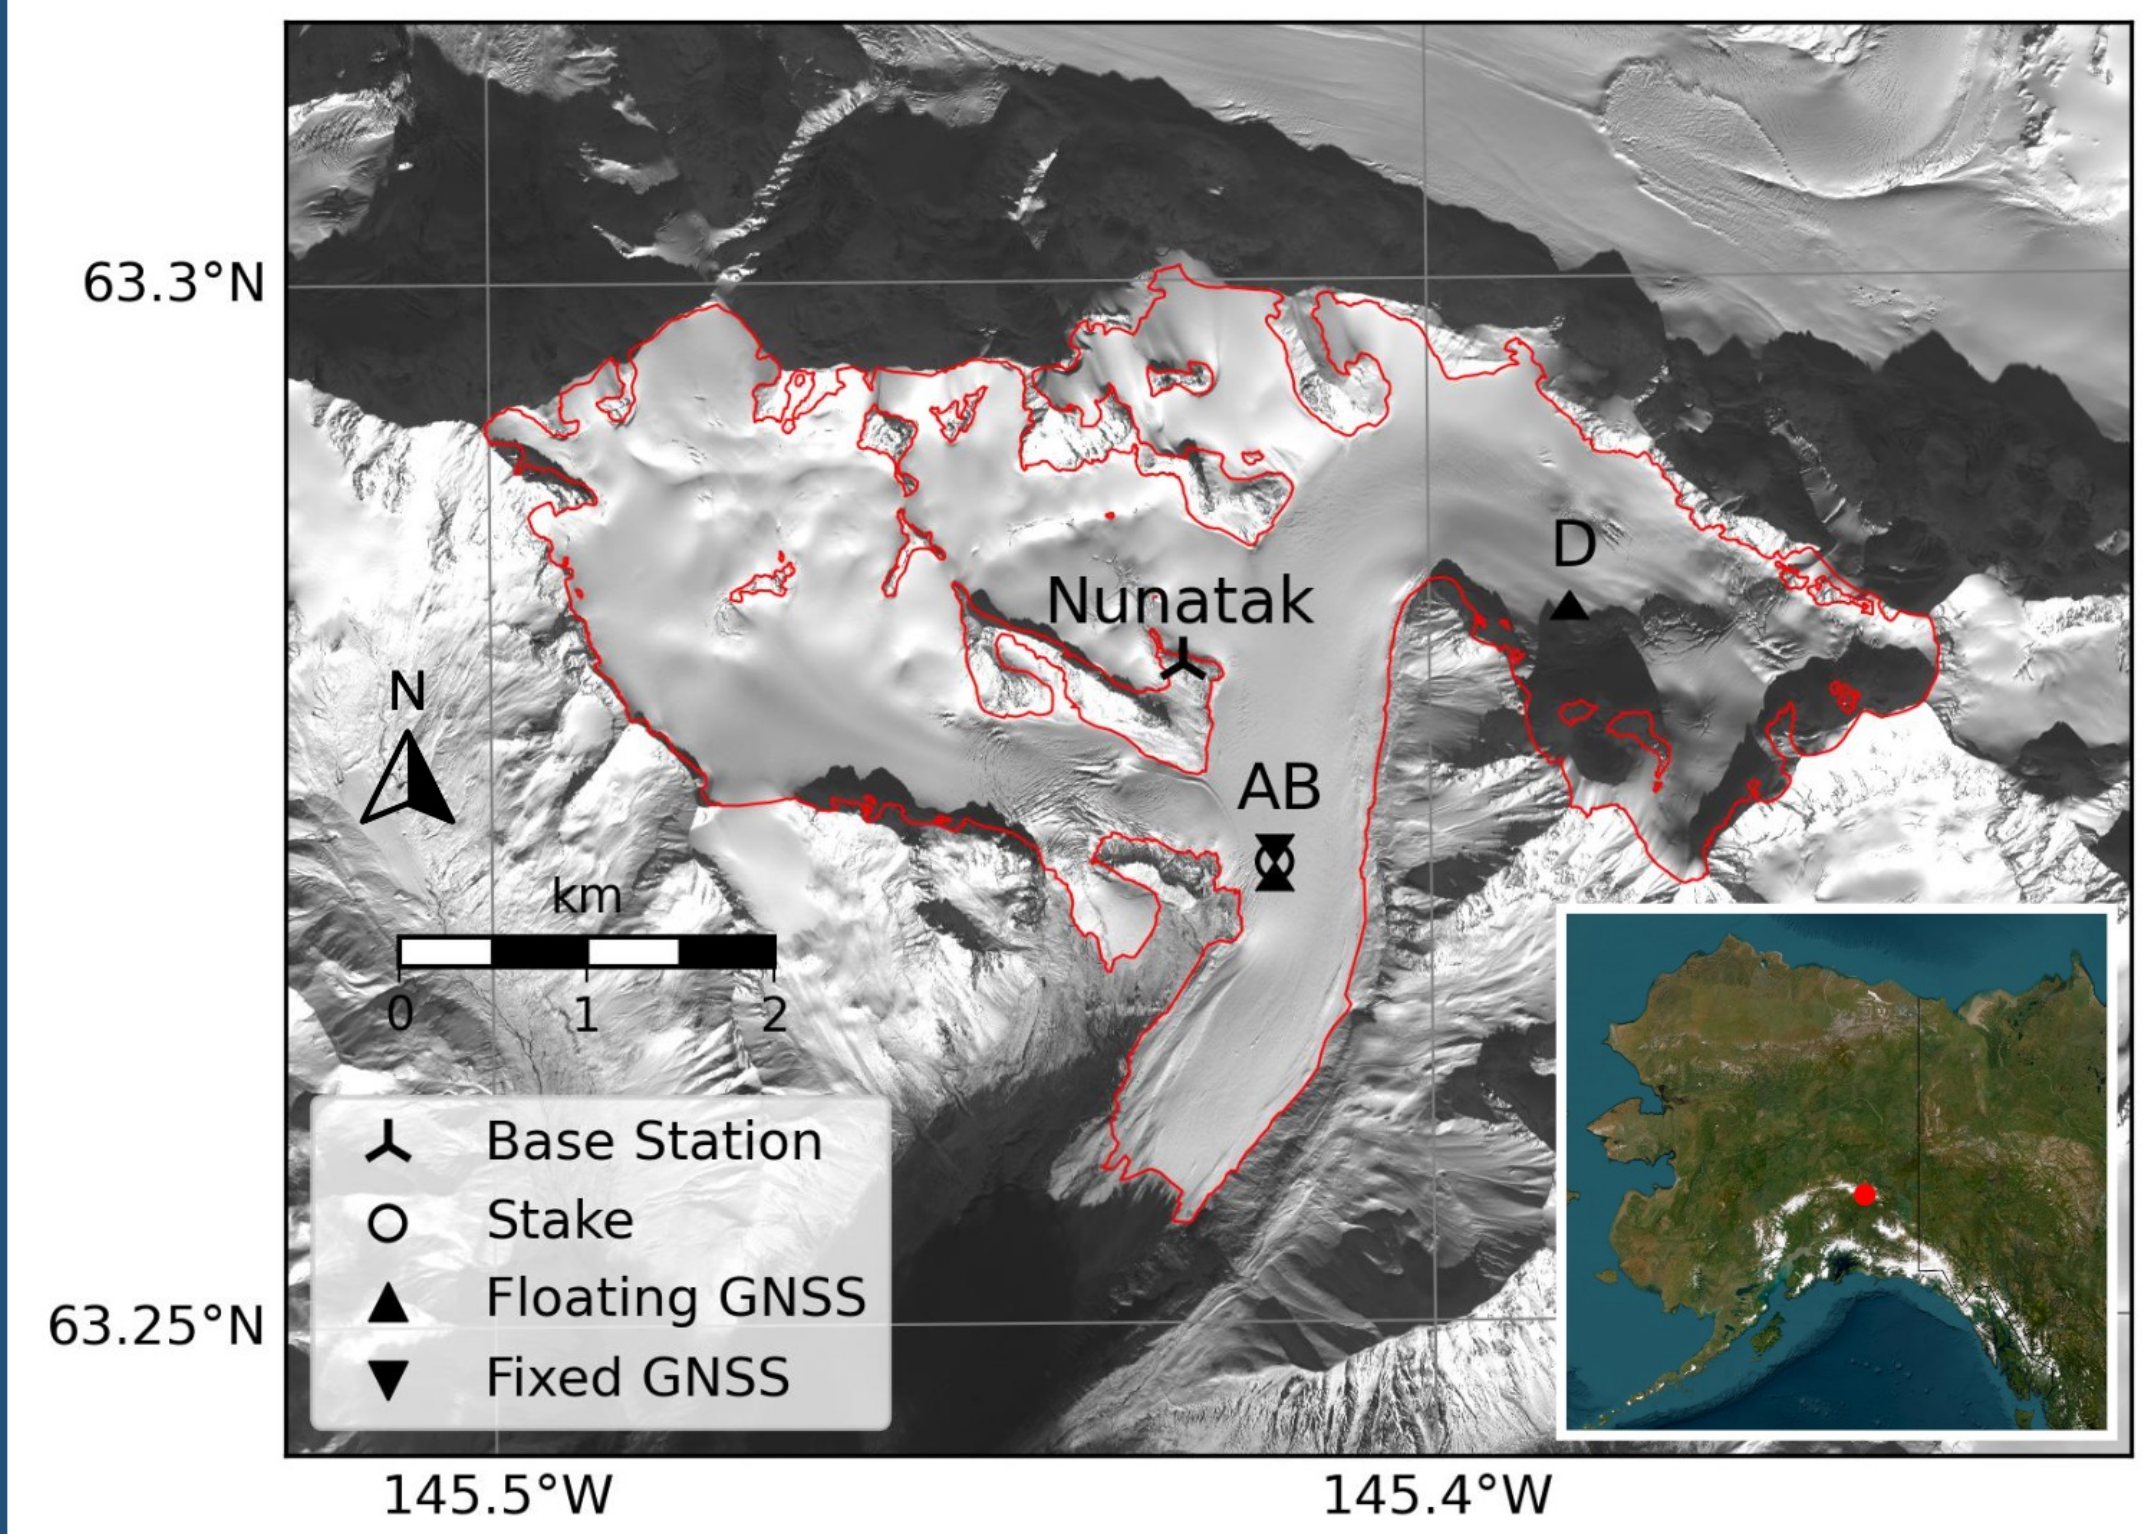 63.3°N
D
Nunatak
N
AB
km
0 1 2
Base Station
Stake
Floating GNSS
Fixed GNSS
63.25°N
145.5°W 145.4°W